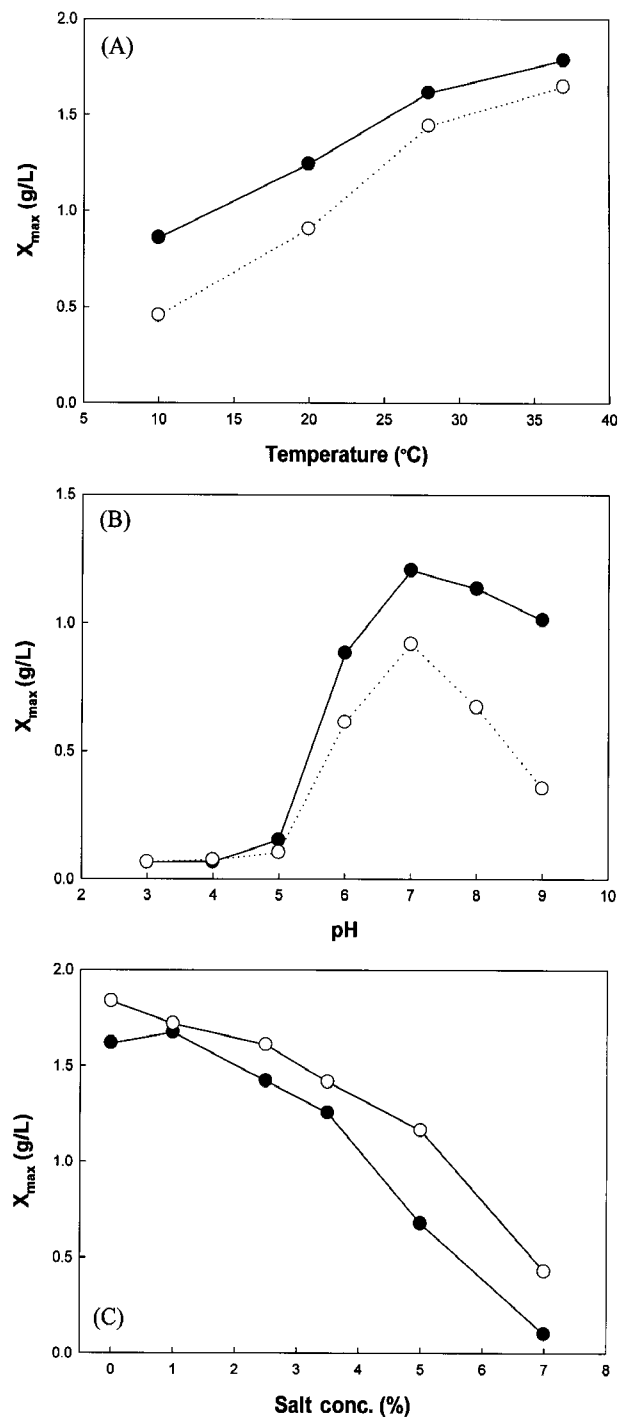 (A)
2.0
1.5
1.0
0.5
0.0
X max (g/L)
5 10 15 20 25 30 35 40
Temperature (°C)
(B)
1.5
1.0
0.5
0.0
X max (g/L)
2 3 4 5 6 7 8 9 10
pH
2.0
1.5
1.0
0.5
0.0
X max (g/L)
(C)
0 1 2 3 4 5 6 7 8
Salt conc. (%)